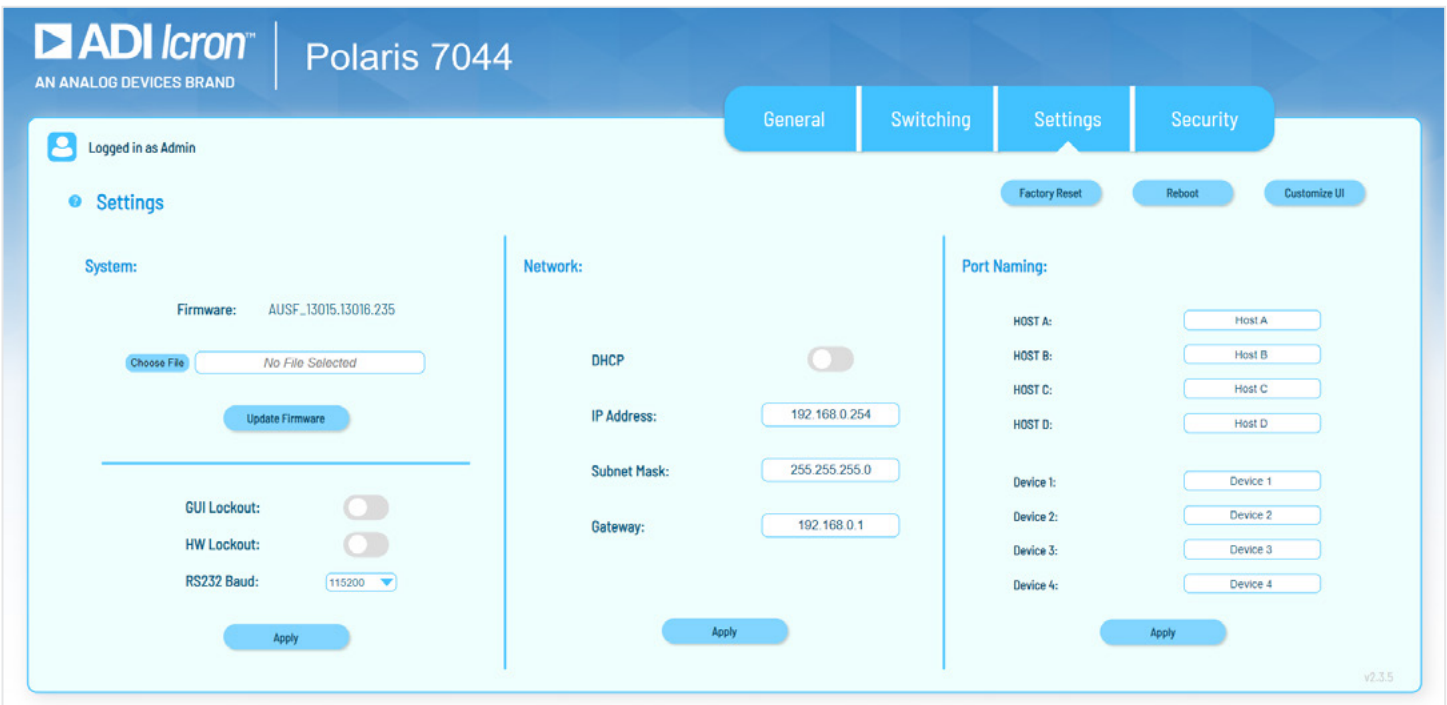 ADI Icron™
AN ANALOG DEVICES BRAND
Polaris 7044
General Switching Settings Security
Logged in as Admin
? Settings
Factory Reset Reboot Customize UI
System:
Firmware: AUSF_13015.13016.235
Choose File No File Selected
Update Firmware
GUI Lockout:
HW Lockout:
RS232 Baud: 115200
Apply
Network:
DHCP
IP Address: 192.168.0.254
Subnet Mask: 255.255.255.0
Gateway: 192.168.0.1
Apply
Port Naming:
HOST A: Host A
HOST B: Host B
HOST C: Host C
HOST D: Host D
Device 1: Device 1
Device 2: Device 2
Device 3: Device 3
Device 4: Device 4
Apply
v2.3.5